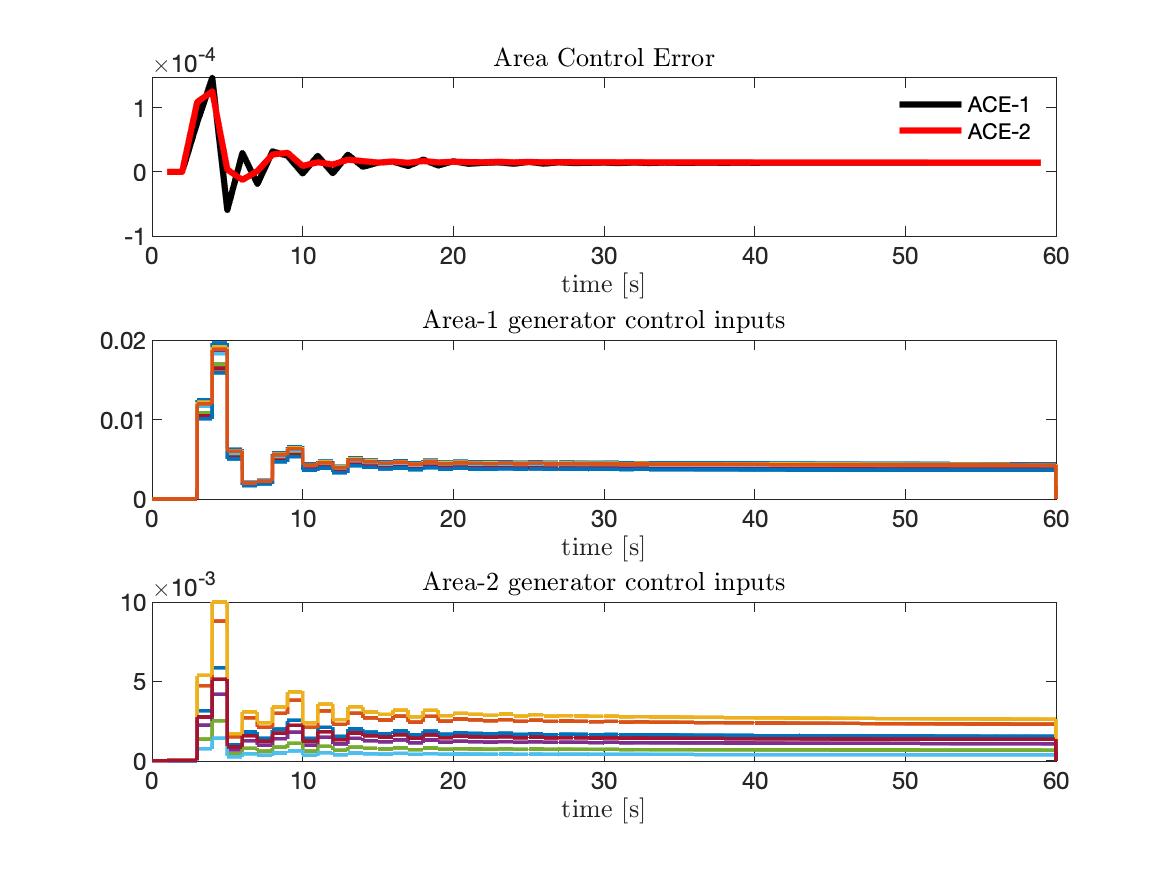 Area Control Error
×10-4
1
0
-1
ACE-1
ACE-2
0 10 20 30 40 50 60
time [s]
Area-1 generator control inputs
0.02
0.01
0
0 10 20 30 40 50 60
time [s]
Area-2 generator control inputs
×10-3
10
5
0
0 10 20 30 40 50 60
time [s]